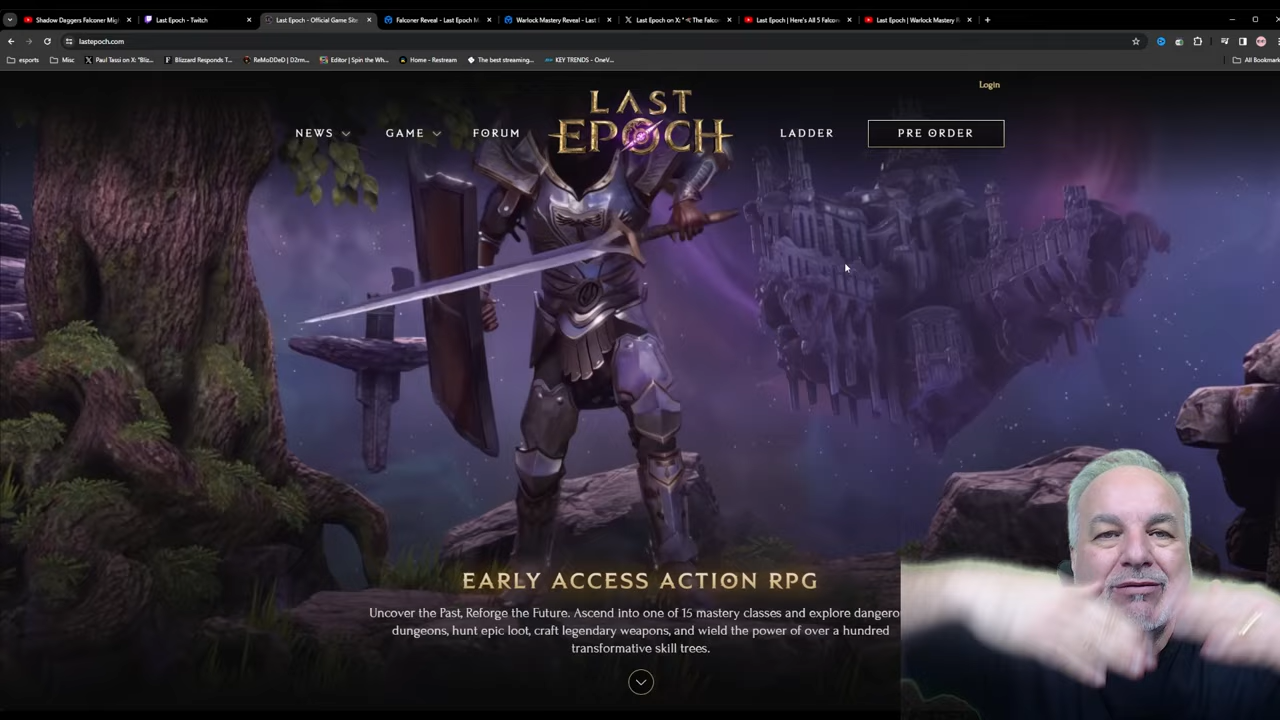 Shadow Daggers Falconer Mig
Last Epoch - Twitch
Last Epoch - Official Game Site
Falconer Reveal - Last Epoch M
Warlock Mastery Reveal - Last E
Last Epoch on X: "The Falco
Last Epoch | Here's All 5 Falcon
Last Epoch | Warlock Mastery R
lastepoch.com
esports
Misc
Paul Tassi on X: "Bliz...
Blizzard Responds T...
ReMoDDeD | D2rm...
Editor | Spin the Wh...
Home - Restream
The best streaming...
KEY TRENDS - OneV...
All Bookmark
Login
NEWS
GAME
FORUM
LAST
EPOCH
LADDER
PRE ORDER
EARLY ACCESS ACTION RPG
Uncover the Past, Reforge the Future. Ascend into one of 15 mastery classes and explore dangero
dungeons, hunt epic loot, craft legendary weapons, and wield the power of over a hundred
transformative skill trees.